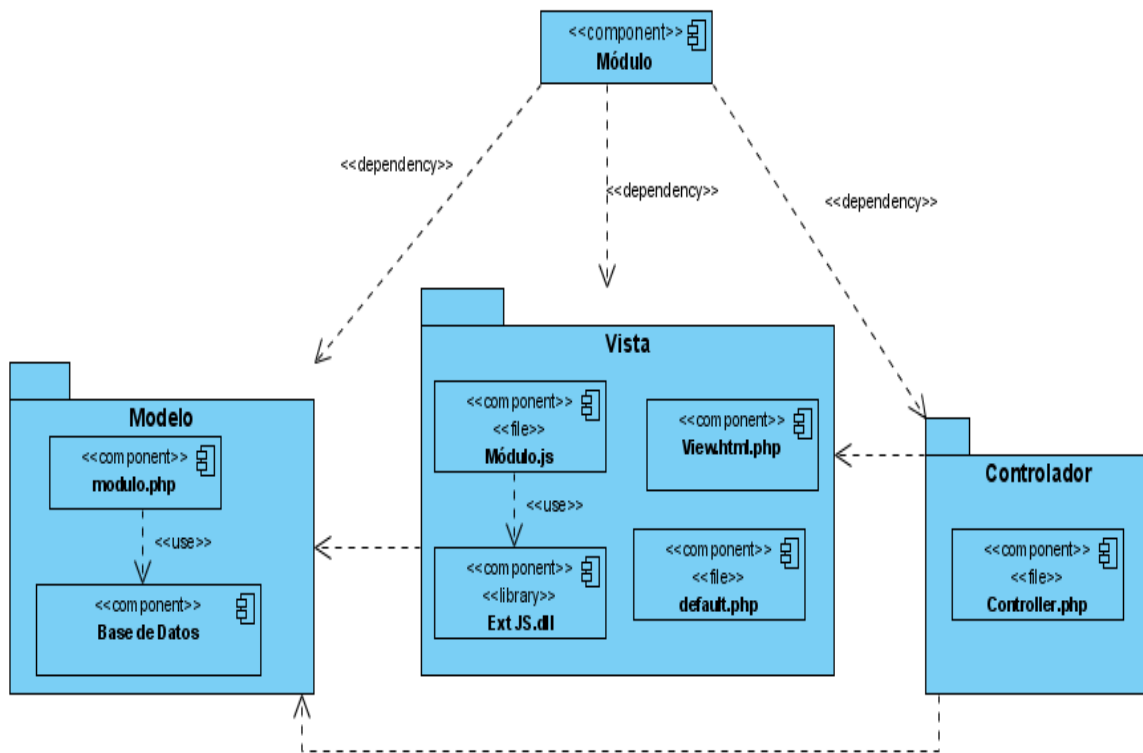 <<component>>
Módulo
<<dependency>>
<<dependency>>
<<dependency>>
Modelo
<<component>>
modulo.php
<<use>>
<<component>>
Base de Datos
Vista
<<component>>
<<file>>
Módulo.js
<<use>>
<<component>>
<<library>>
Ext JS.dll
<<component>>
View.html.php
<<component>>
<<file>>
default.php
Controlador
<<component>>
<<file>>
Controller.php